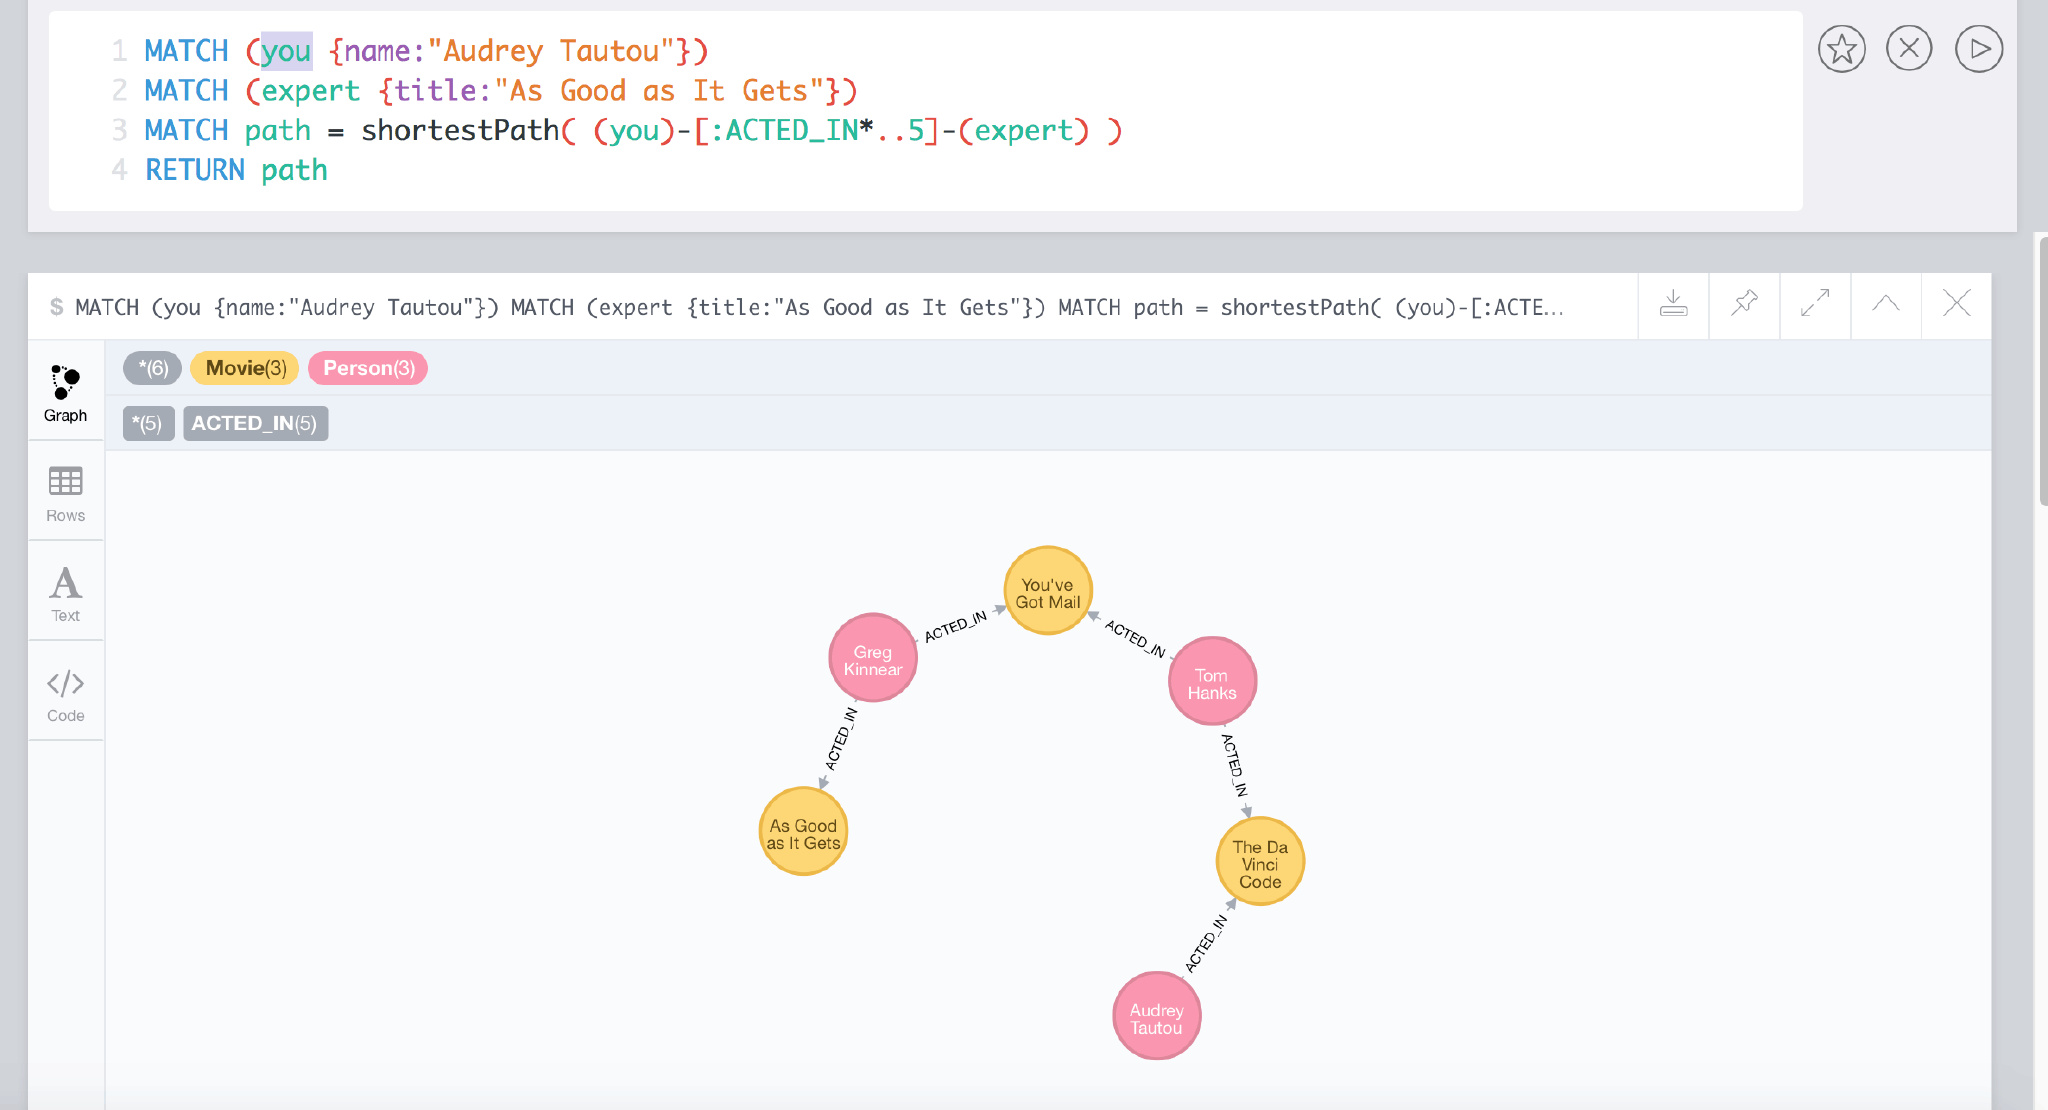 1 MATCH (you {name:"Audrey Tautou"})
2 MATCH (expert {title:"As Good as It Gets"})
3 MATCH path = shortestPath( (you)-[:ACTED_IN*..5]-(expert) )
4 RETURN path
$ MATCH (you {name:"Audrey Tautou"}) MATCH (expert {title:"As Good as It Gets"}) MATCH path = shortestPath( (you)-[:ACTE...
*(6) Movie(3) Person(3)
*(5) ACTED_IN(5)
Graph
Rows
Text
Code
You've
Got Mail
ACTED_IN
ACTED_IN
Greg
Kinnear
Tom
Hanks
ACTED_IN
ACTED_IN
As Good
as It Gets
The Da
Vinci
Code
ACTED_IN
Audrey
Tautou